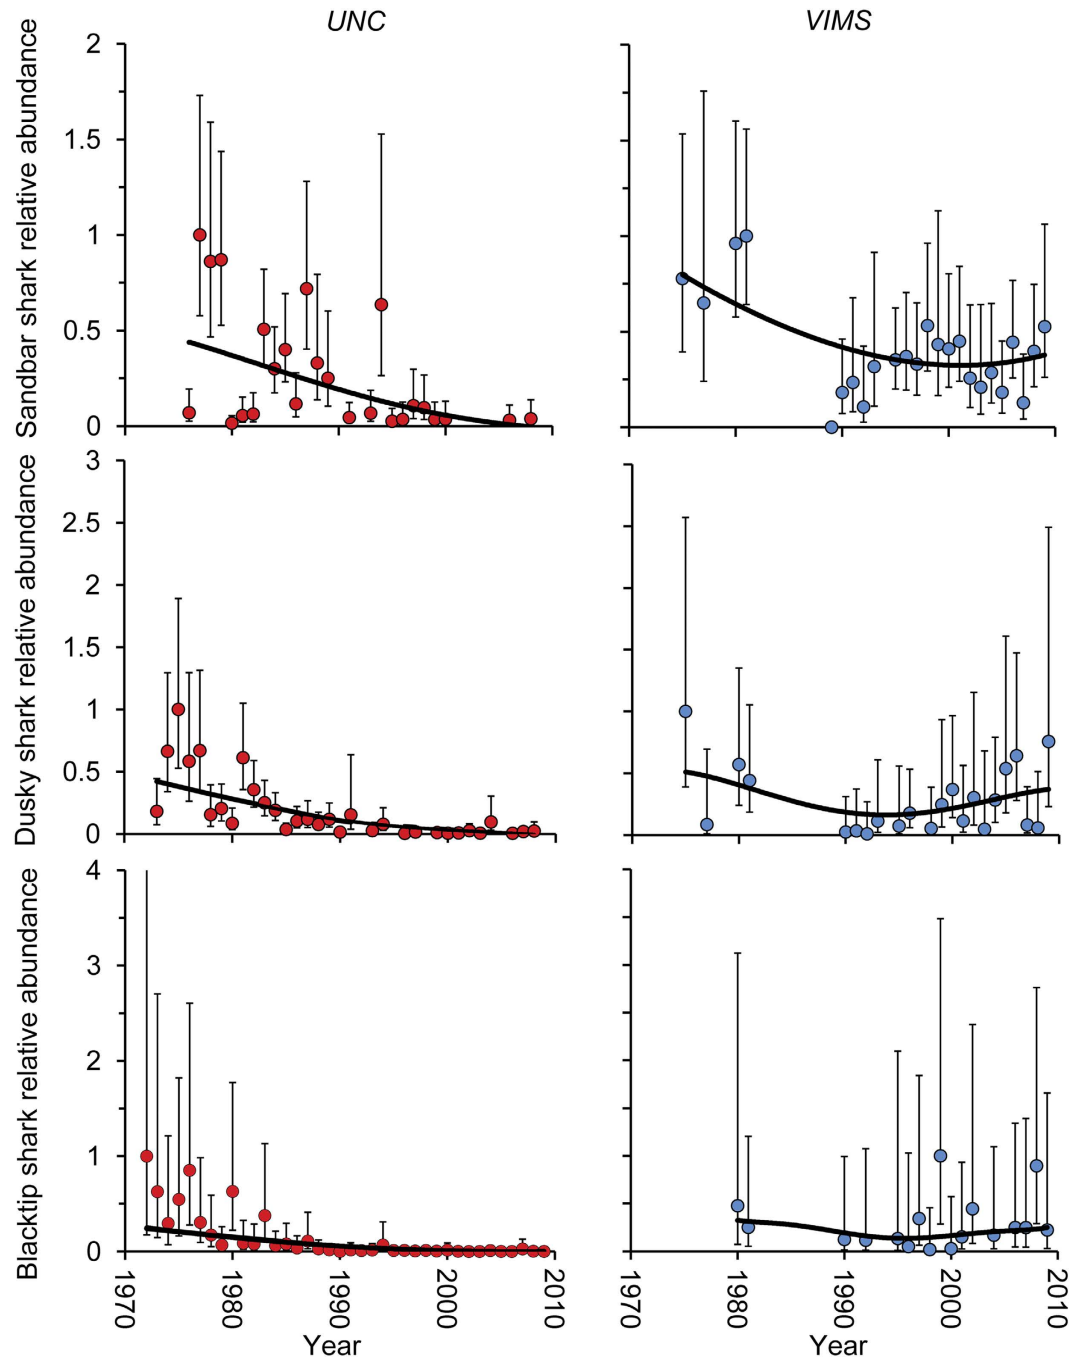 UNC VIMS
Sandbar shark relative abundance
2
1.5
1
0.5
0
Dusky shark relative abundance
3
2.5
2
1.5
1
0.5
0
Blacktip shark relative abundance
4
3
2
1
0
1970 1980 1990 2000 2010 1970 1980 1990 2000 2010
Year Year